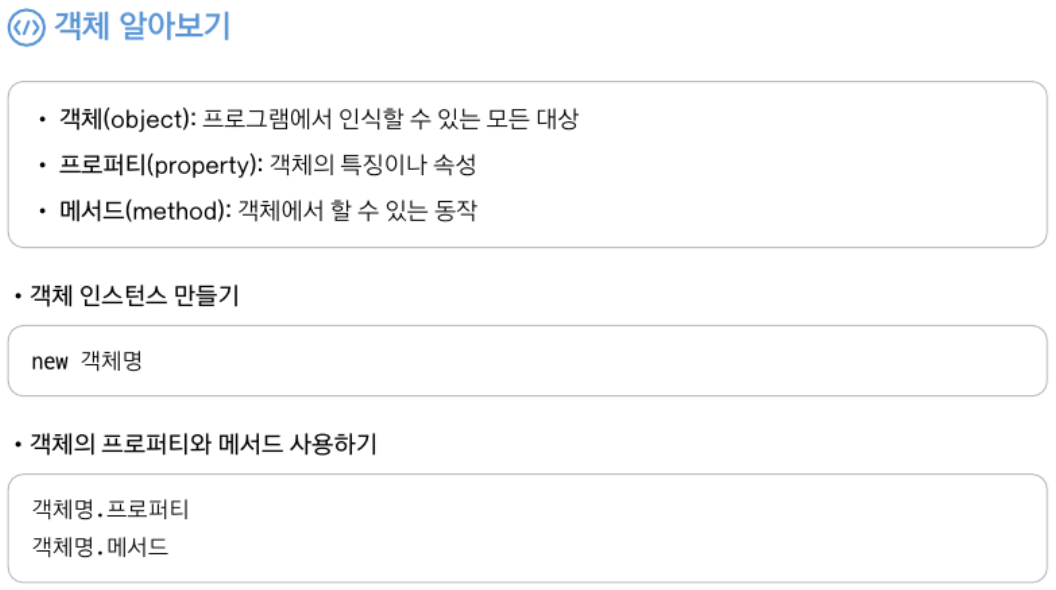 객체 알아보기
• 객체(object): 프로그램에서 인식할 수 있는 모든 대상
• 프로퍼티(property): 객체의 특징이나 속성
• 메서드(method): 객체에서 할 수 있는 동작
• 객체 인스턴스 만들기
new 객체명
• 객체의 프로퍼티와 메서드 사용하기
객체명.프로퍼티
객체명.메서드